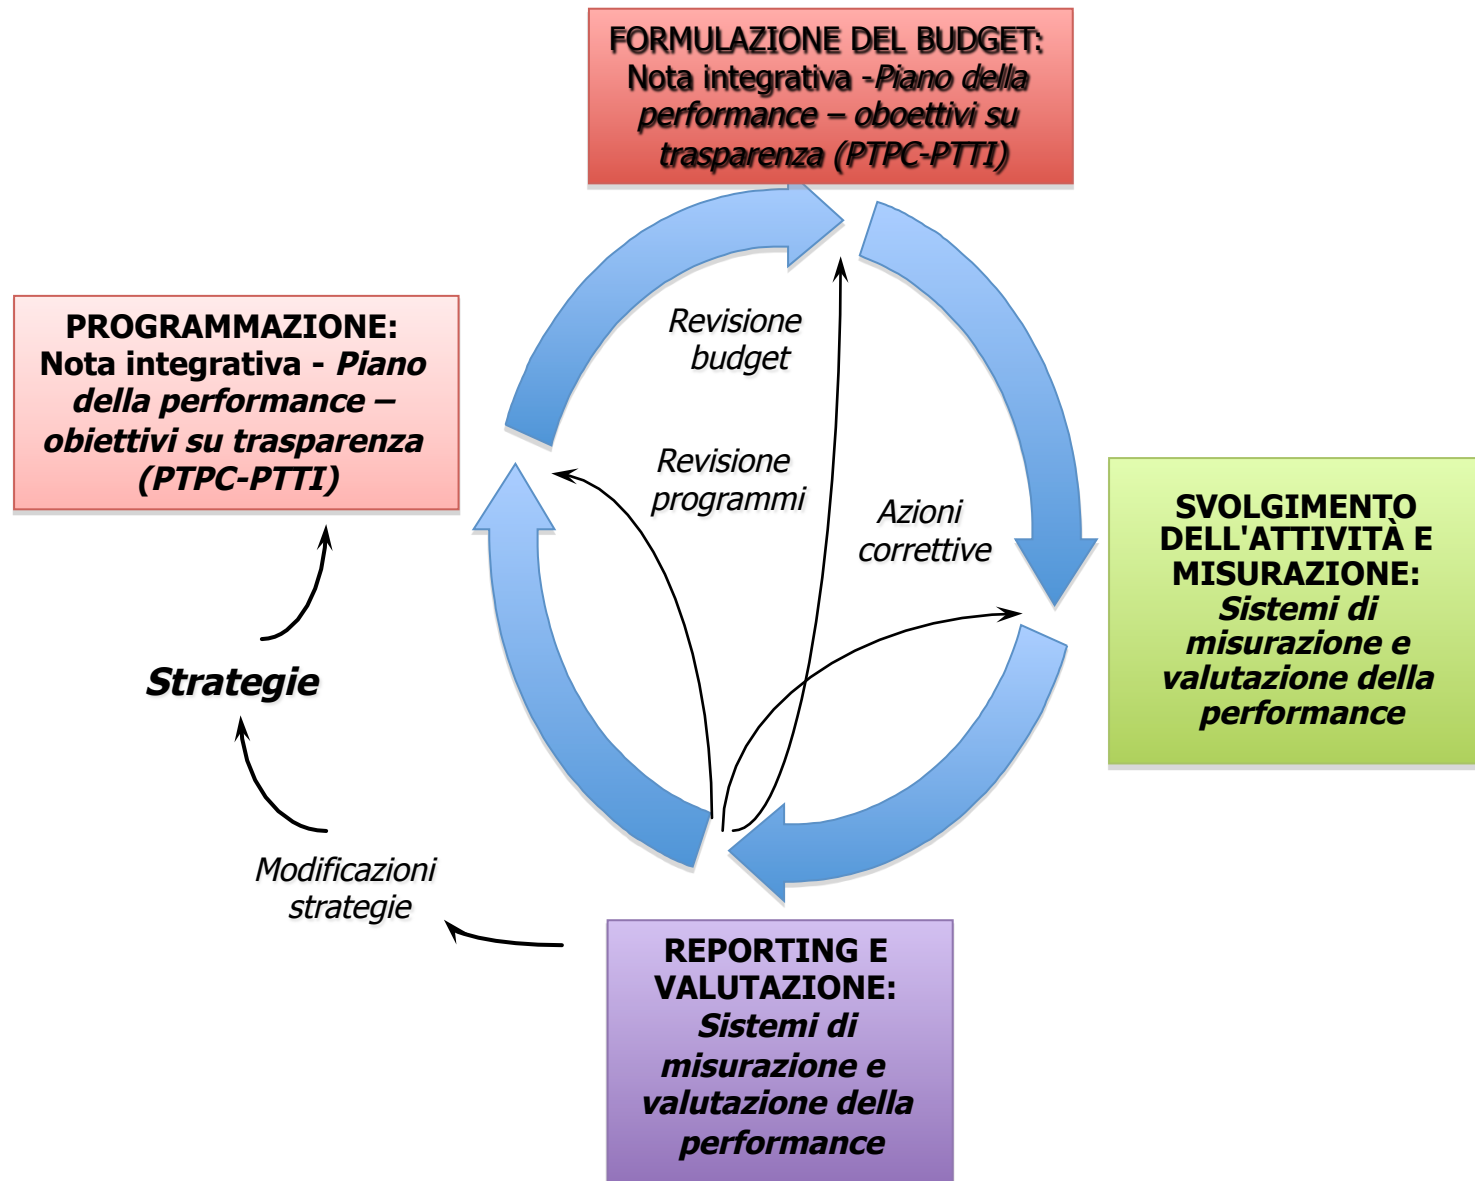 FORMULAZIONE DEL BUDGET:
Nota integrativa -Piano della
performance – oboettivi su
trasparenza (PTPC-PTTI)
PROGRAMMAZIONE:
Nota integrativa - Piano
della performance –
obiettivi su trasparenza
(PTPC-PTTI)
Revisione
budget
Revisione
programmi
Azioni
correttive
SVOLGIMENTO
DELL'ATTIVITÀ E
MISURAZIONE:
Sistemi di
misurazione e
valutazione della
performance
Strategie
Modificazioni
strategie
REPORTING E
VALUTAZIONE:
Sistemi di
misurazione e
valutazione della
performance